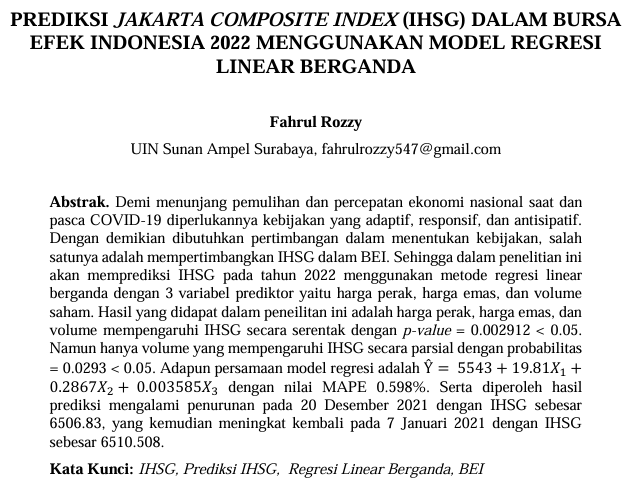 PREDIKSI JAKARTA COMPOSITE INDEX (IHSG) DALAM BURSA
EFEK INDONESIA 2022 MENGGUNAKAN MODEL REGRESI
LINEAR BERGANDA
Fahrul Rozzy
UIN Sunan Ampel Surabaya, fahrulrozzy547@gmail.com
Abstrak. Demi menunjang pemulihan dan percepatan ekonomi nasional saat dan
pasca COVID-19 diperlukannya kebijakan yang adaptif, responsif, dan antisipatif.
Dengan demikian dibutuhkan pertimbangan dalam menentukan kebijakan, salah
satunya adalah mempertimbangkan IHSG dalam BEI. Sehingga dalam penelitian ini
akan memprediksi IHSG pada tahun 2022 menggunakan metode regresi linear
berganda dengan 3 variabel prediktor yaitu harga perak, harga emas, dan volume
saham. Hasil yang didapat dalam peneilitan ini adalah harga perak, harga emas, dan
volume mempengaruhi IHSG secara serentak dengan p-value = 0.002912 < 0.05.
Namun hanya volume yang mempengaruhi IHSG secara parsial dengan probabilitas
= 0.0293 < 0.05. Adapun persamaan model regresi adalah Ŷ = 5543 + 19.81X₁ +
0.2867X₂ + 0.003585X₃ dengan nilai MAPE 0.598%. Serta diperoleh hasil
prediksi mengalami penurunan pada 20 Desember 2021 dengan IHSG sebesar
6506.83, yang kemudian meningkat kembali pada 7 Januari 2021 dengan IHSG
sebesar 6510.508.
Kata Kunci: IHSG, Prediksi IHSG, Regresi Linear Berganda, BEI